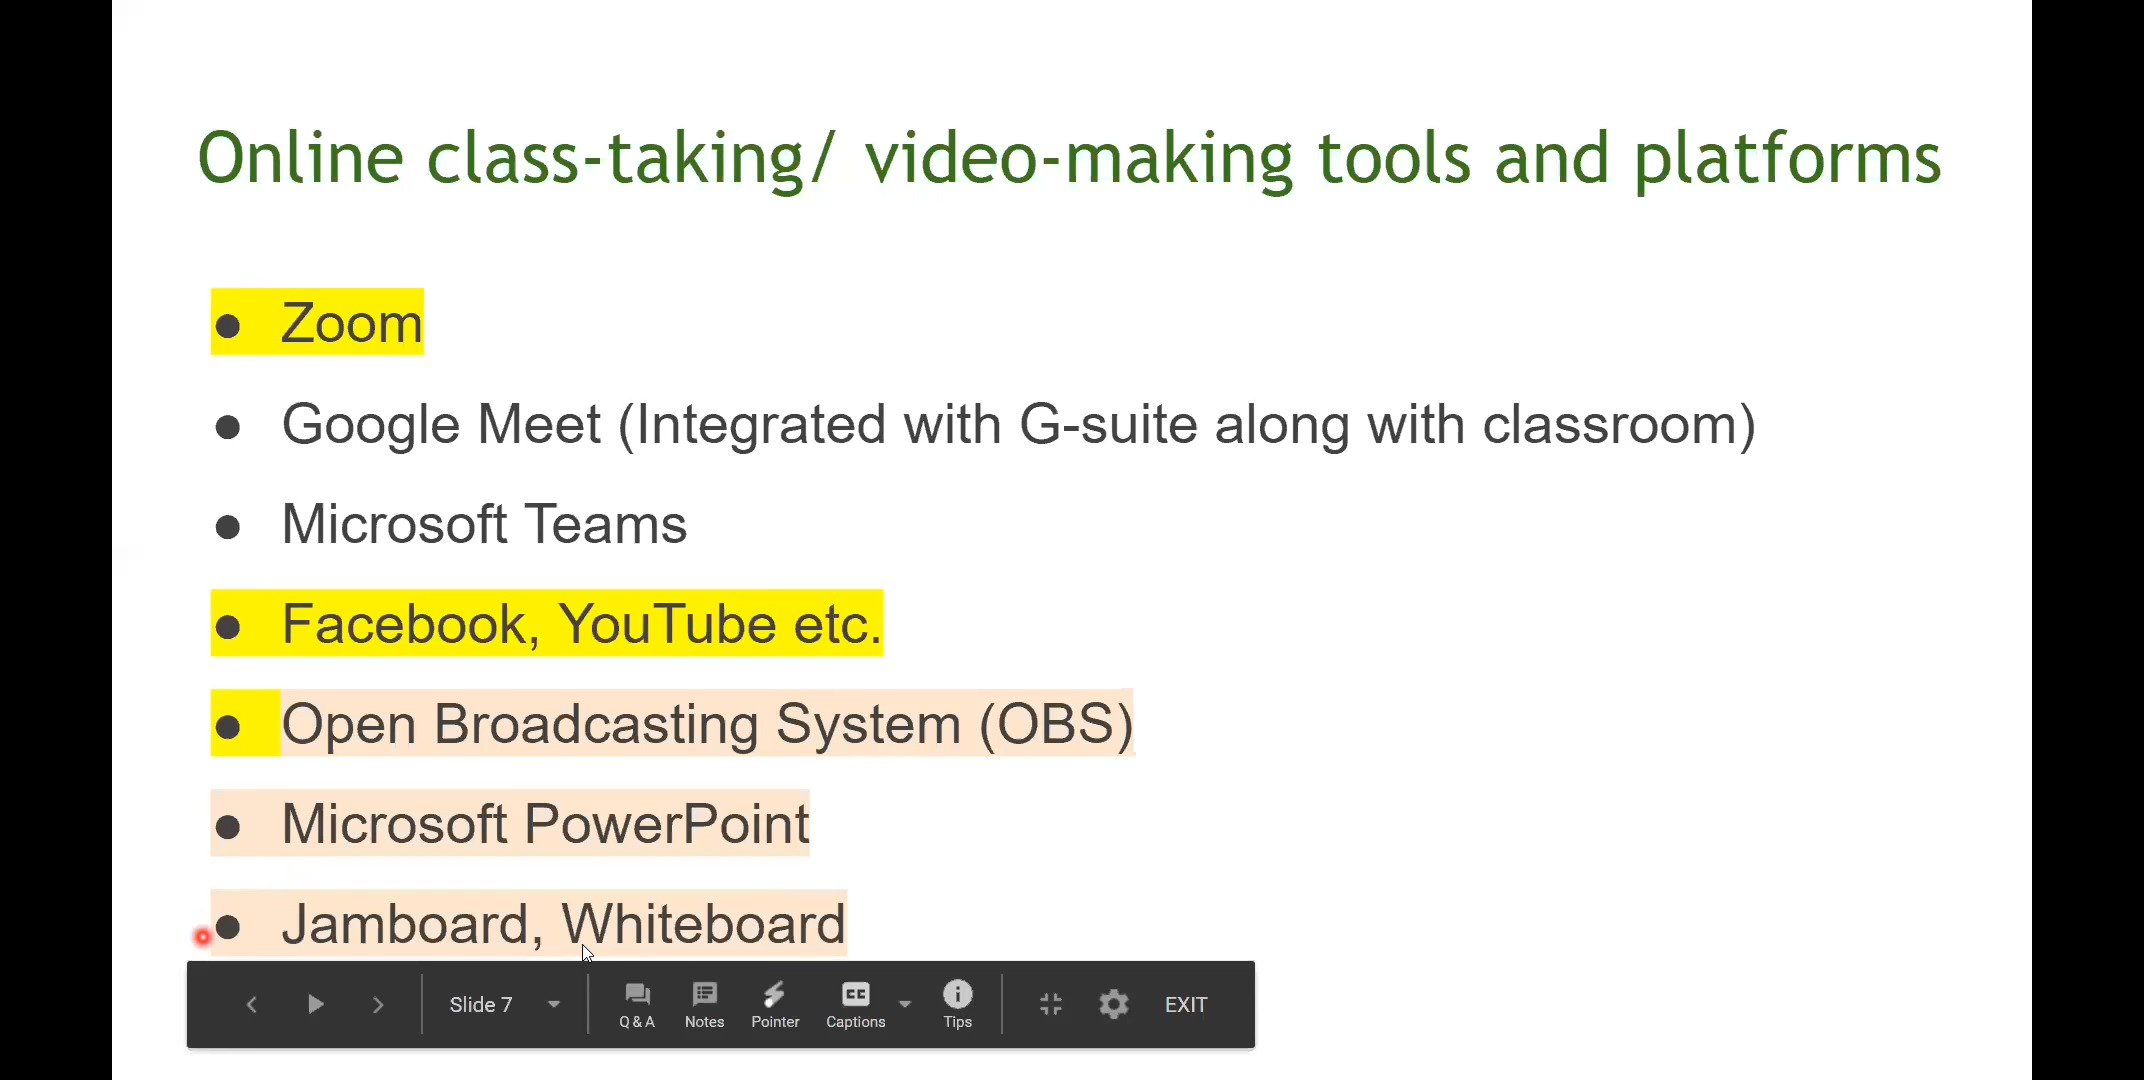 Online class-taking/ video-making tools and platforms
● Zoom
● Google Meet (Integrated with G-suite along with classroom)
● Microsoft Teams
● Facebook, YouTube etc.
● Open Broadcasting System (OBS)
● Microsoft PowerPoint
● Jamboard, Whiteboard
Slide 7 Q & A Notes Pointer CC Captions Tips EXIT